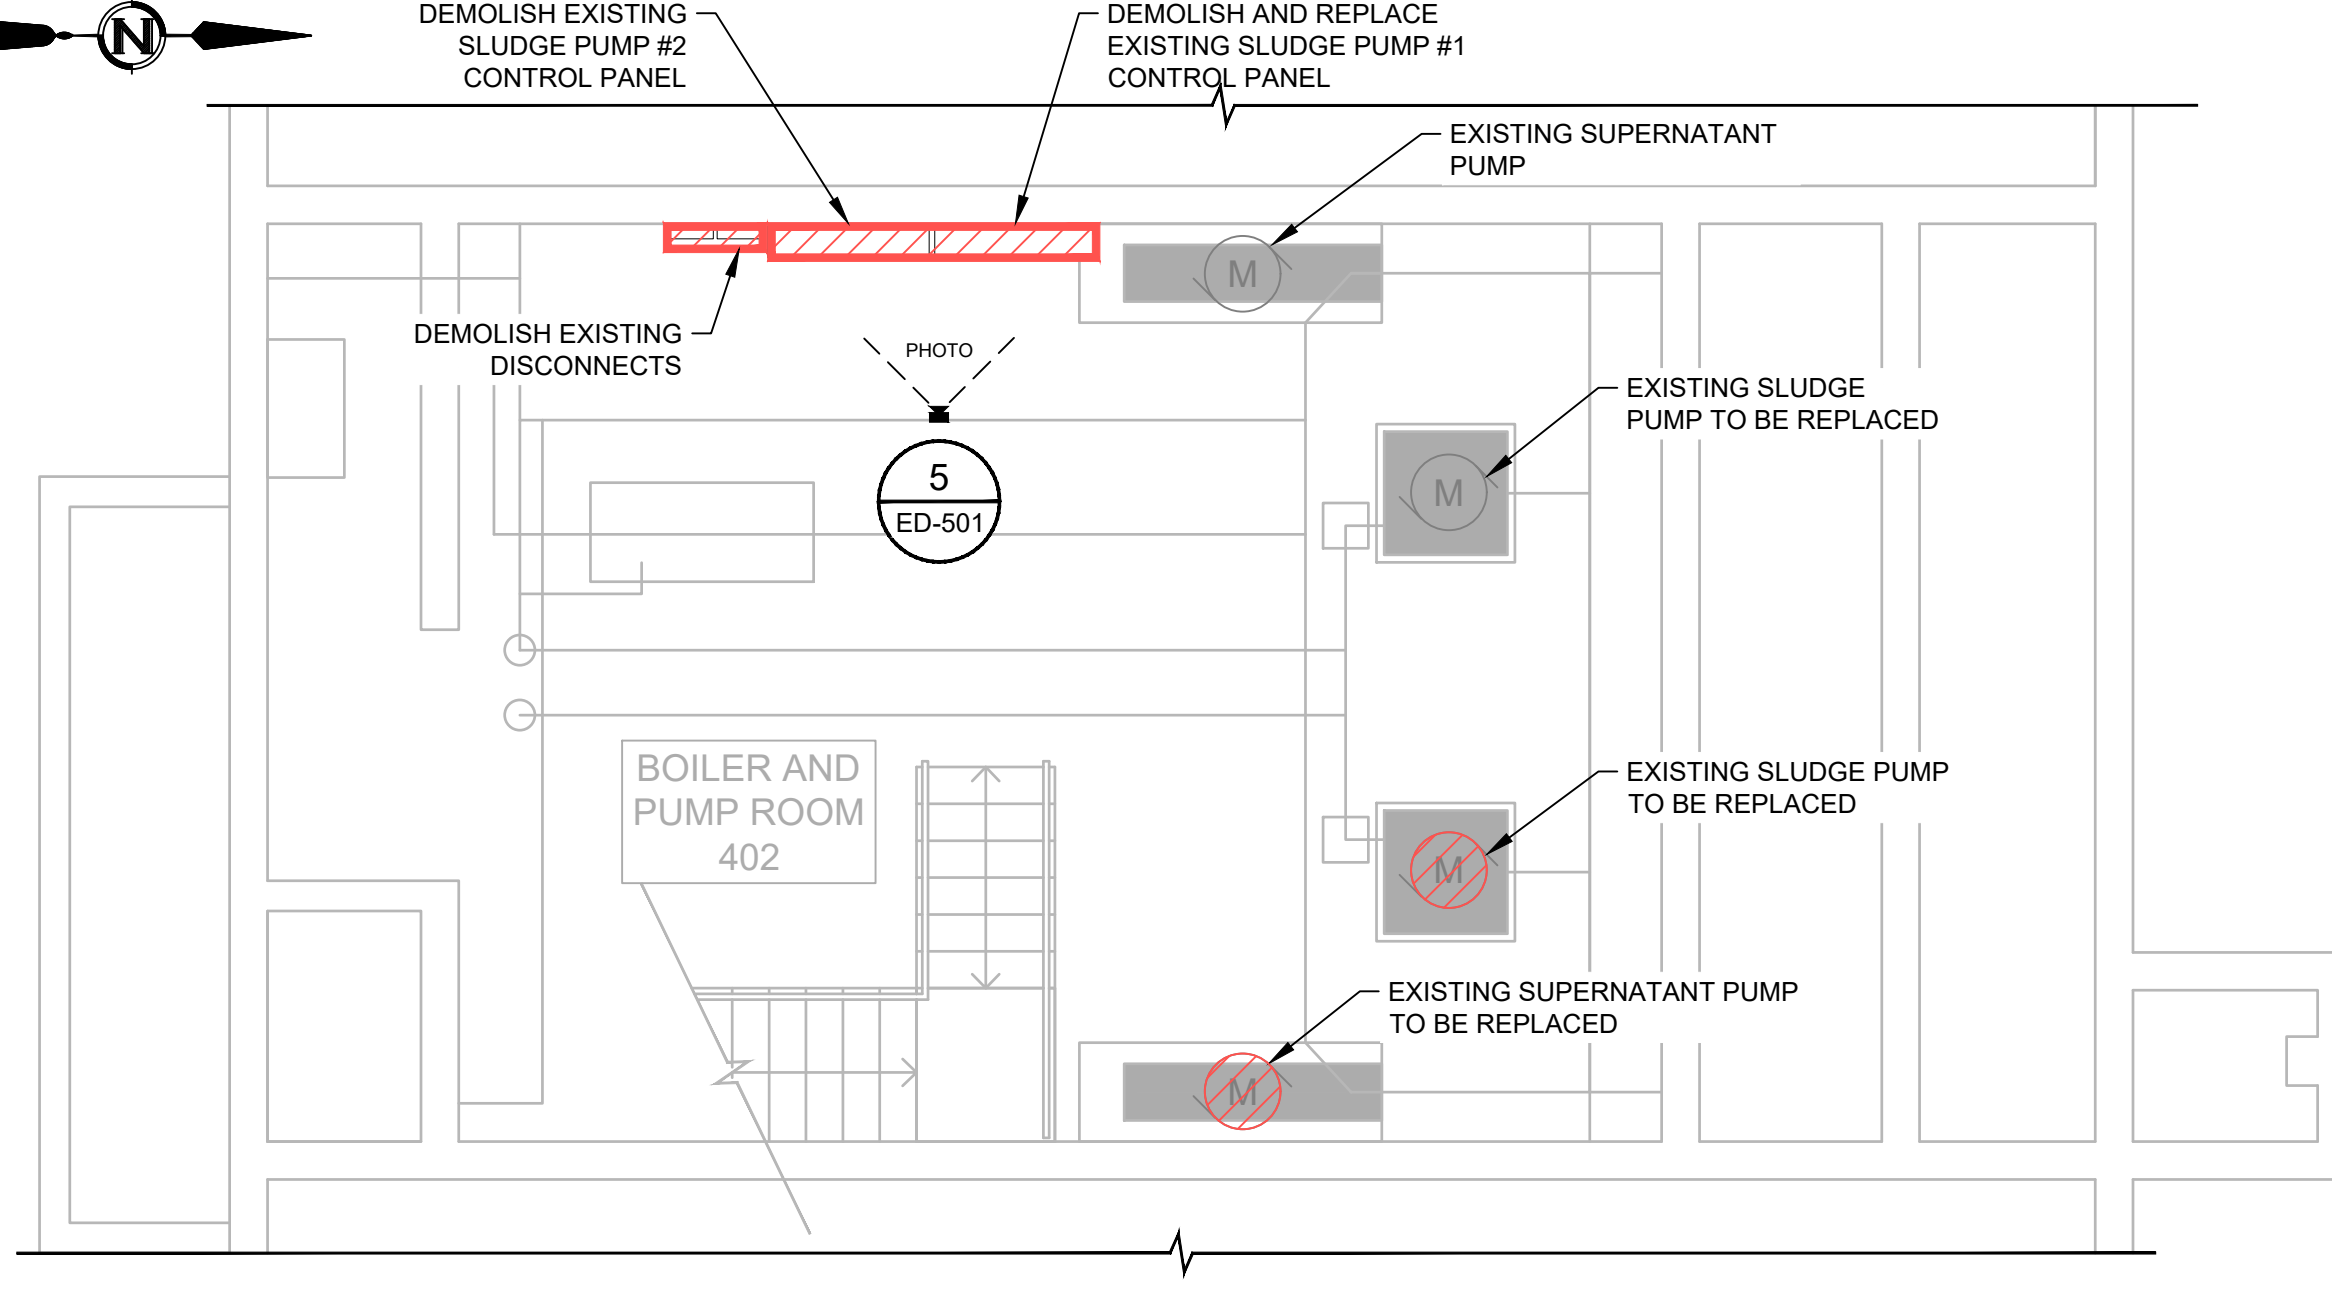 N
DEMOLISH EXISTING
SLUDGE PUMP #2
CONTROL PANEL
DEMOLISH AND REPLACE
EXISTING SLUDGE PUMP #1
CONTROL PANEL
EXISTING SUPERNATANT
PUMP
M
DEMOLISH EXISTING
DISCONNECTS
PHOTO
5
ED-501
EXISTING SLUDGE
PUMP TO BE REPLACED
M
BOILER AND
PUMP ROOM
402
EXISTING SLUDGE PUMP
TO BE REPLACED
M
EXISTING SUPERNATANT PUMP
TO BE REPLACED
M